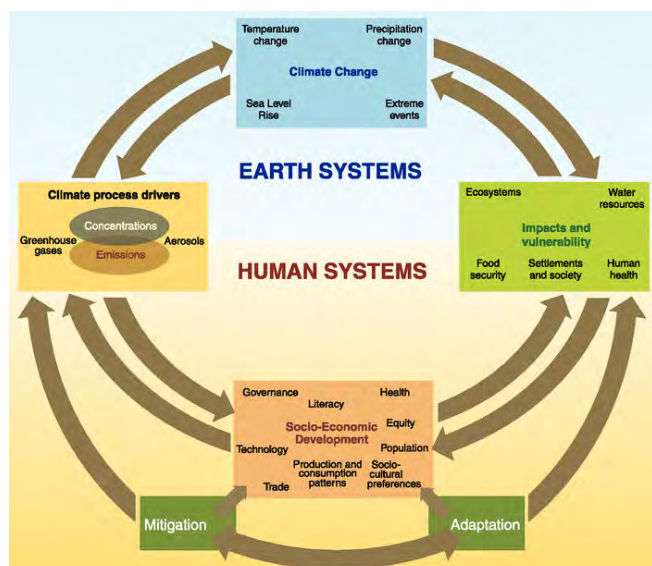 Temperature
change
Precipitation
change
Climate Change
Sea Level
Rise
Extreme
events
EARTH SYSTEMS
Climate process drivers
Concentrations
Greenhouse
gases
Aerosols
Emissions
Ecosystems
Water
resources
Impacts and
vulnerability
Food
security
Settlements
and society
Human
health
HUMAN SYSTEMS
Governance
Literacy
Health
Equity
Socio-Economic
Development
Technology
Population
Production and
consumption
patterns
Socio-
cultural
preferences
Trade
Mitigation
Adaptation